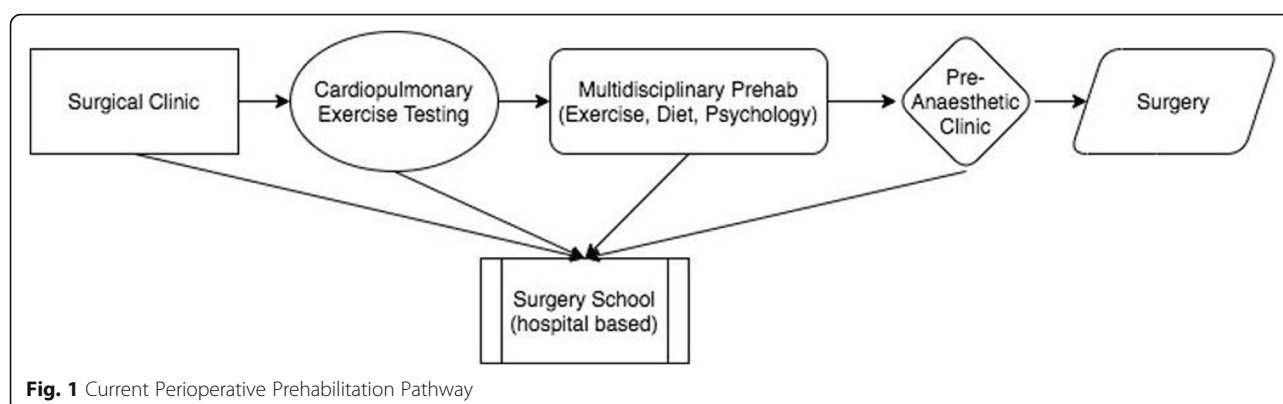 Surgical Clinic
Cardiopulmonary
Exercise Testing
Multidisciplinary Prehab
(Exercise, Diet, Psychology)
Pre-
Anaesthetic
Clinic
Surgery
Surgery School
(hospital based)
Fig. 1 Current Perioperative Prehabilitation Pathway